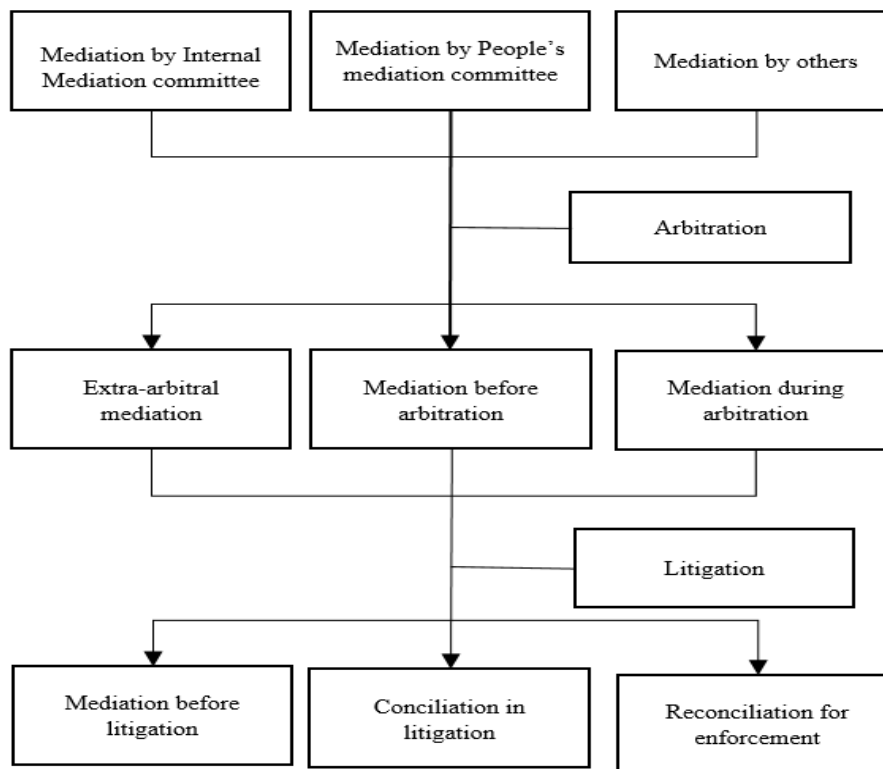 Mediation by Internal
Mediation committee
Mediation by People's
mediation committee
Mediation by others
Arbitration
Extra-arbitral
mediation
Mediation before
arbitration
Mediation during
arbitration
Litigation
Mediation before
litigation
Conciliation in
litigation
Reconciliation for
enforcement